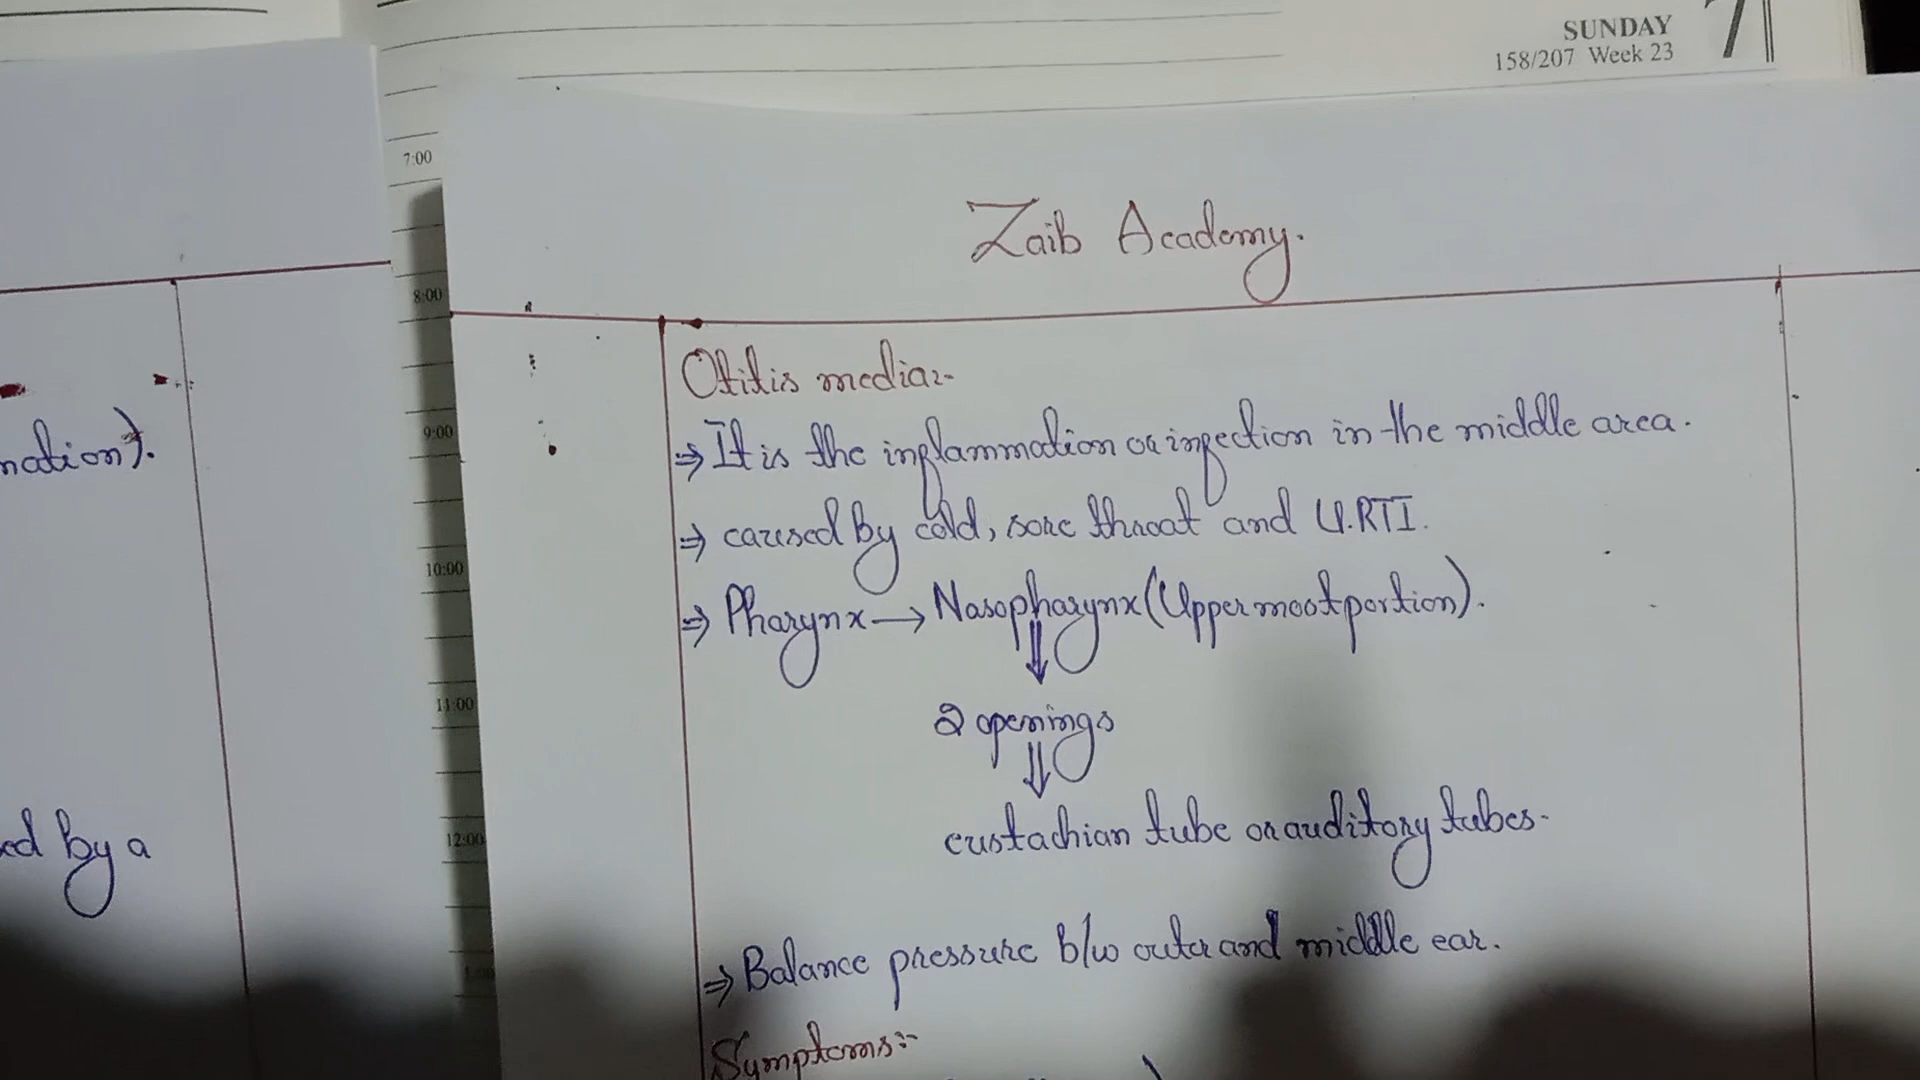 SUNDAY 7
158/207 Week 23
7:00
8:00
9:00
10:00
11:00
12:00
nation).
ed by a
Zaib Academy.
Otitis media:-
⇒ It is the inflammation or infection in the middle area.
⇒ caused by cold, sore throat and U.RTI.
⇒ Pharynx → Nasopharynx (Upper most portion).
⇓
2 openings
⇓
eustachian tube or auditory tubes.
⇒ Balance pressure b/w outer and middle ear.
Symptoms:-